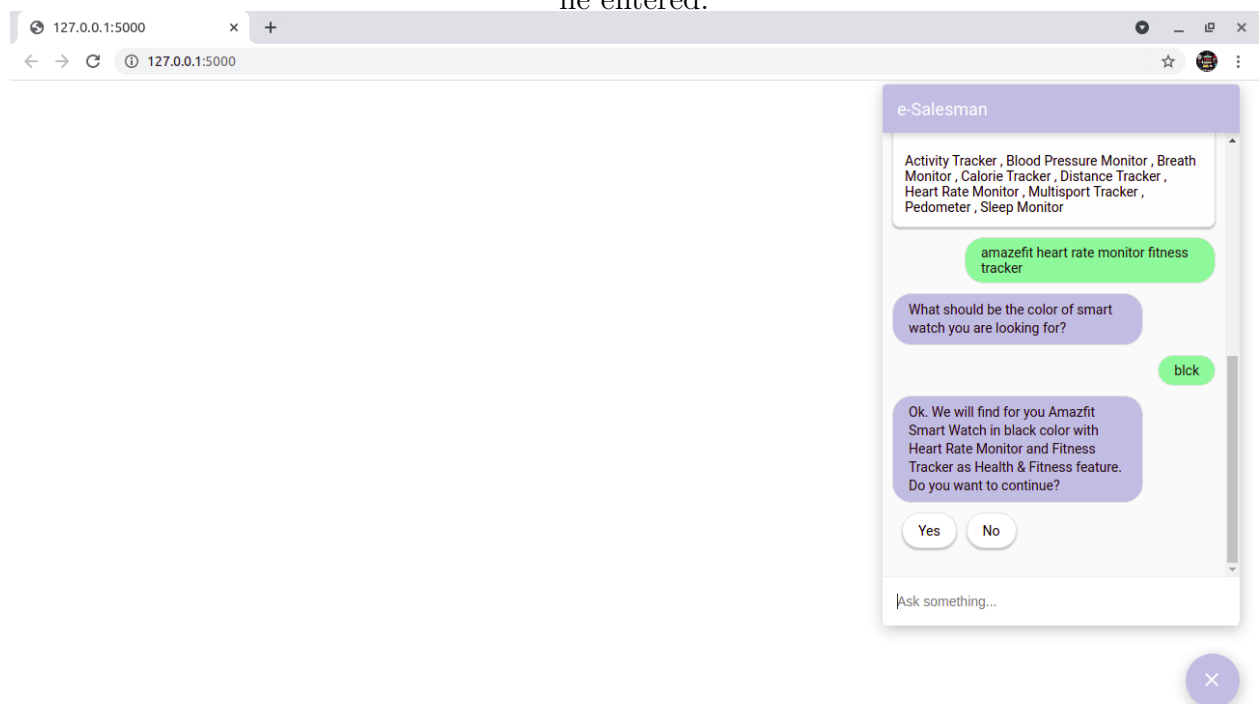 he entered.
127.0.0.1:5000
127.0.0.1:5000
e-Salesman
Activity Tracker , Blood Pressure Monitor , Breath
Monitor , Calorie Tracker , Distance Tracker ,
Heart Rate Monitor , Multisport Tracker ,
Pedometer , Sleep Monitor
amazefit heart rate monitor fitness
tracker
What should be the color of smart
watch you are looking for?
blck
Ok. We will find for you Amazfit
Smart Watch in black color with
Heart Rate Monitor and Fitness
Tracker as Health & Fitness feature.
Do you want to continue?
Yes No
Ask something...